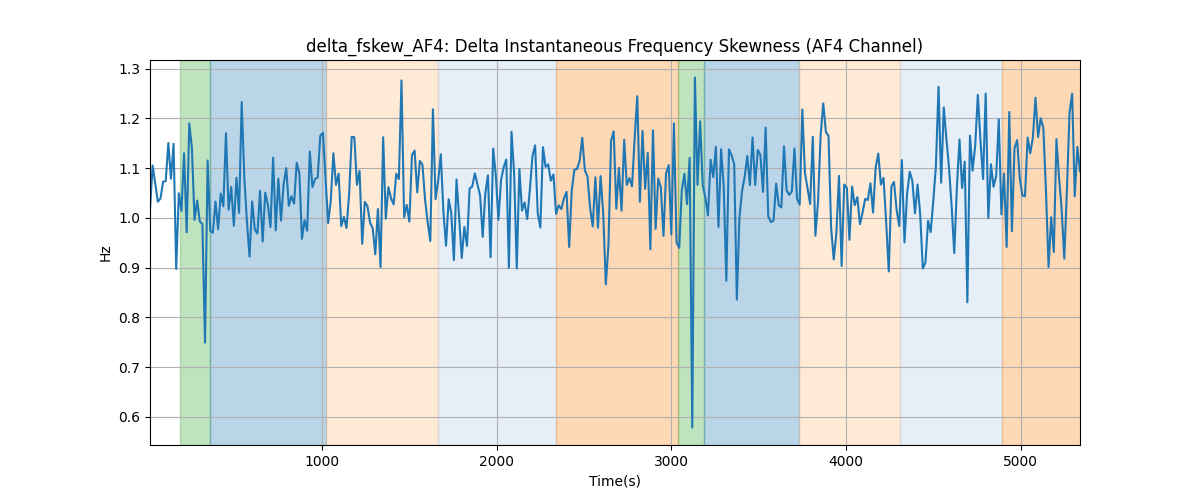 delta_fskew_AF4: Delta Instantaneous Frequency Skewness (AF4 Channel)
1.3
1.2
1.1
1.0
0.9
0.8
0.7
0.6
Hz
1000 2000 3000 4000 5000
Time(s)